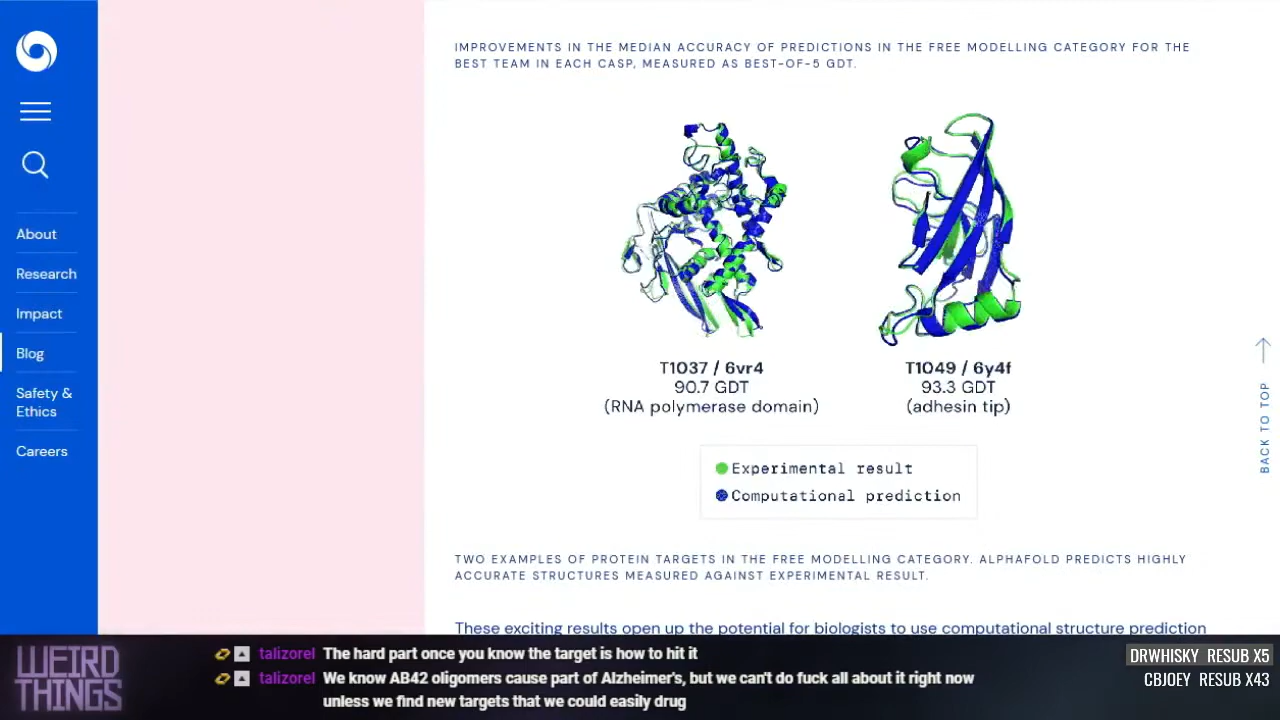 IMPROVEMENTS IN THE MEDIAN ACCURACY OF PREDICTIONS IN THE FREE MODELLING CATEGORY FOR THE
BEST TEAM IN EACH CASP, MEASURED AS BEST-OF-5 GDT.
About
Research
Impact
Blog
Safety &
Ethics
Careers
T1037 / 6vr4
90.7 GDT
(RNA polymerase domain)
T1049 / 6y4f
93.3 GDT
(adhesin tip)
Experimental result
Computational prediction
BACK TO TOP
TWO EXAMPLES OF PROTEIN TARGETS IN THE FREE MODELLING CATEGORY. ALPHAFOLD PREDICTS HIGHLY
ACCURATE STRUCTURES MEASURED AGAINST EXPERIMENTAL RESULT.
These exciting results open up the potential for biologists to use computational structure prediction
WEIRD
THINGS
talizorel The hard part once you know the target is how to hit it
talizorel We know AB42 oligomers cause part of Alzheimer's, but we can't do fuck all about it right now
unless we find new targets that we could easily drug
DRWHISKY RESUB X5
CBJOEY RESUB X43